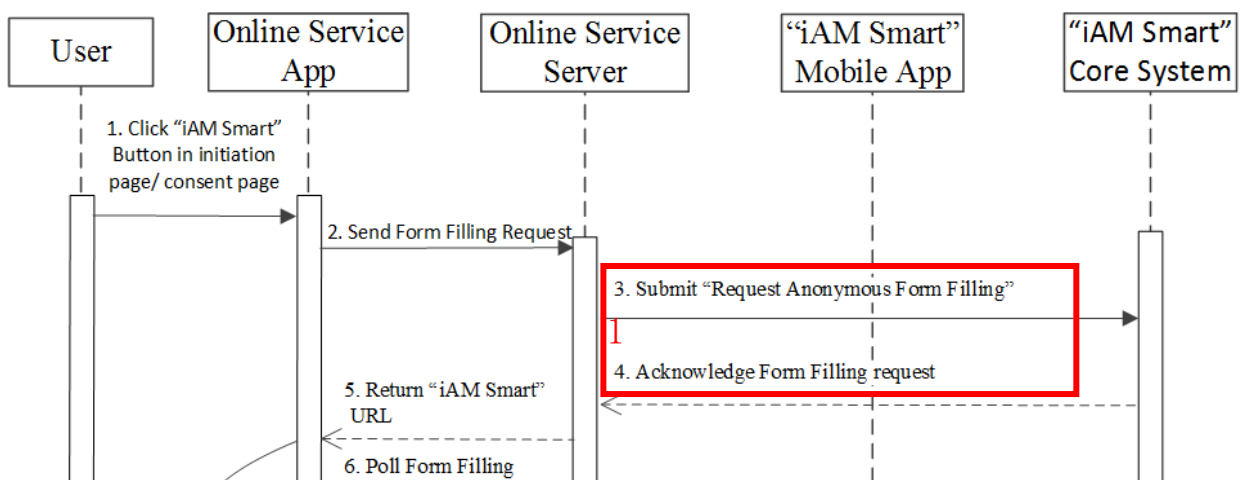 User
Online Service
App
Online Service
Server
“iAM Smart”
Mobile App
“iAM Smart”
Core System
1. Click “iAM Smart”
Button in initiation
page/ consent page
2. Send Form Filling Request
3. Submit “Request Anonymous Form Filling”
1
4. Acknowledge Form Filling request
5. Return “iAM Smart”
URL
6. Poll Form Filling